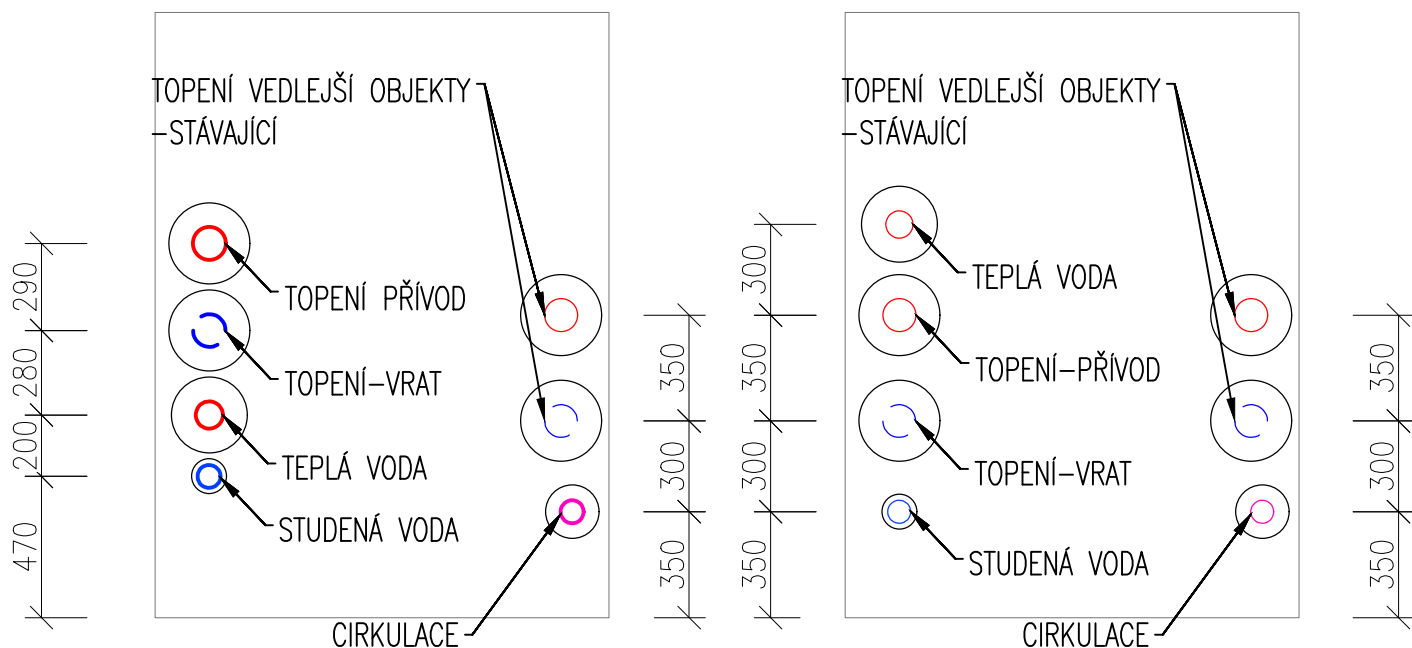 TOPENÍ VEDLEJŠÍ OBJEKTY
-STÁVAJÍCÍ
TOPENÍ PŘÍVOD
TOPENÍ-VRAT
TEPLÁ VODA
STUDENÁ VODA
CIRKULACE
290
280
200
470
350
300
350
TOPENÍ VEDLEJŠÍ OBJEKTY
-STÁVAJÍCÍ
TEPLÁ VODA
TOPENÍ-PŘÍVOD
TOPENÍ-VRAT
STUDENÁ VODA
CIRKULACE
300
350
300
350
350
300
350